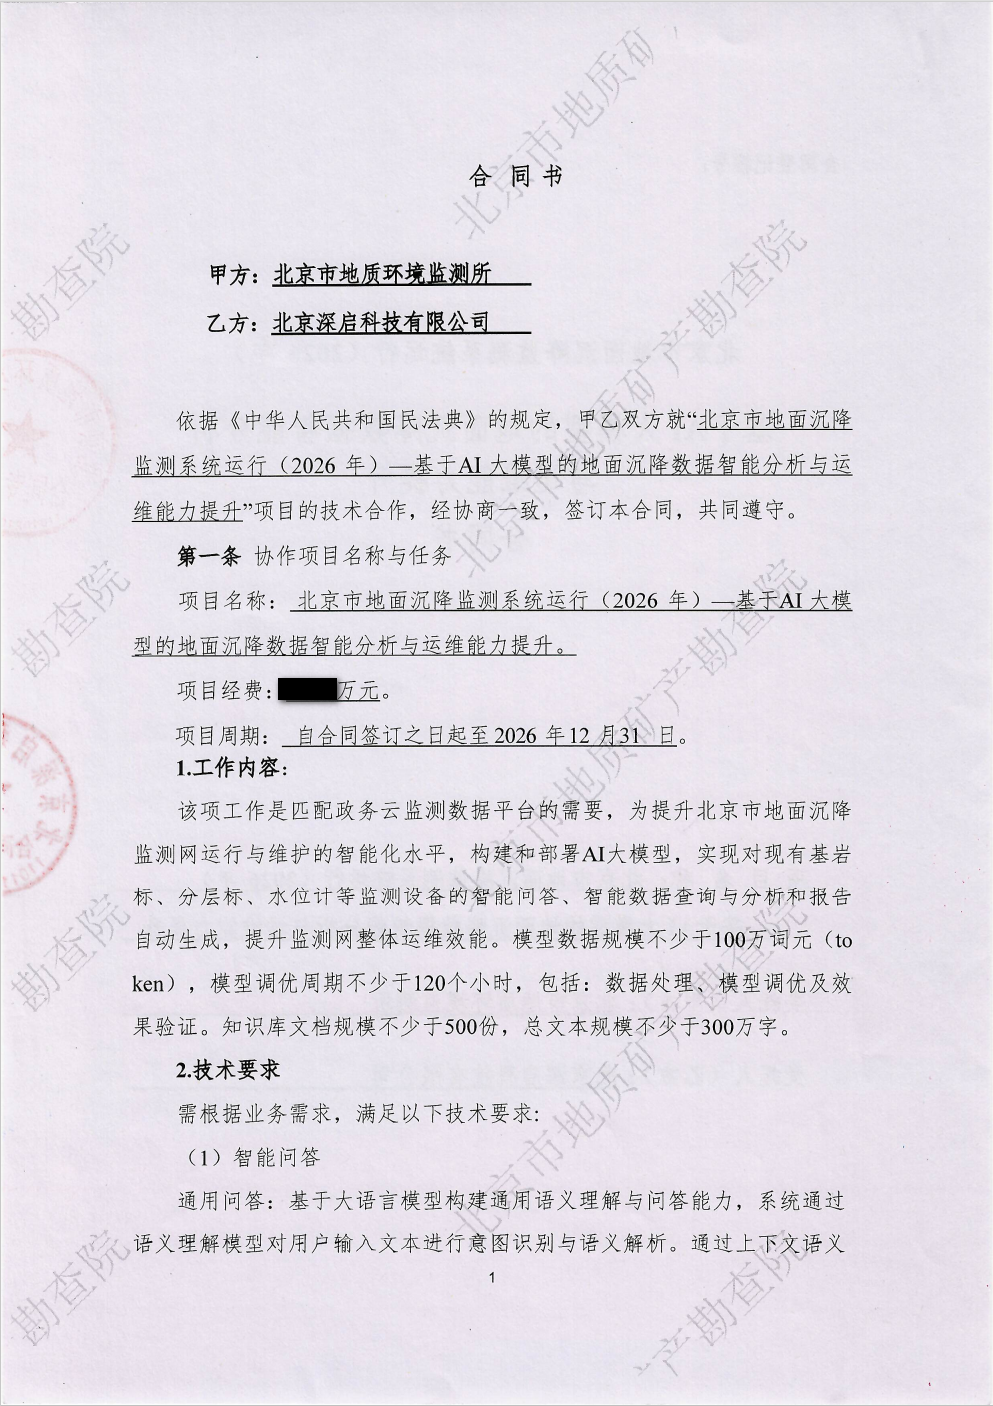 合 同 书
甲方：北京市地质环境监测所
乙方：北京深启科技有限公司
依据《中华人民共和国民法典》的规定，甲乙双方就“北京市地面沉降
监测系统运行（2026 年）—基于AI 大模型的地面沉降数据智能分析与运
维能力提升”项目的技术合作，经协商一致，签订本合同，共同遵守。
第一条 协作项目名称与任务
项目名称： 北京市地面沉降监测系统运行（2026 年）—基于AI 大模
型的地面沉降数据智能分析与运维能力提升。
项目经费：万元。
项目周期： 自合同签订之日起至 2026 年12 月31 日。
1.工作内容：
该项工作是匹配政务云监测数据平台的需要，为提升北京市地面沉降
监测网运行与维护的智能化水平，构建和部署AI大模型，实现对现有基岩
标、分层标、水位计等监测设备的智能问答、智能数据查询与分析和报告
自动生成，提升监测网整体运维效能。模型数据规模不少于100万词元（to
ken），模型调优周期不少于120个小时，包括：数据处理、模型调优及效
果验证。知识库文档规模不少于500份，总文本规模不少于300万字。
2.技术要求
需根据业务需求，满足以下技术要求：
（1）智能问答
通用问答：基于大语言模型构建通用语义理解与问答能力，系统通过
语义理解模型对用户输入文本进行意图识别与语义解析。通过上下文语义
1
北京市地质矿产勘查院